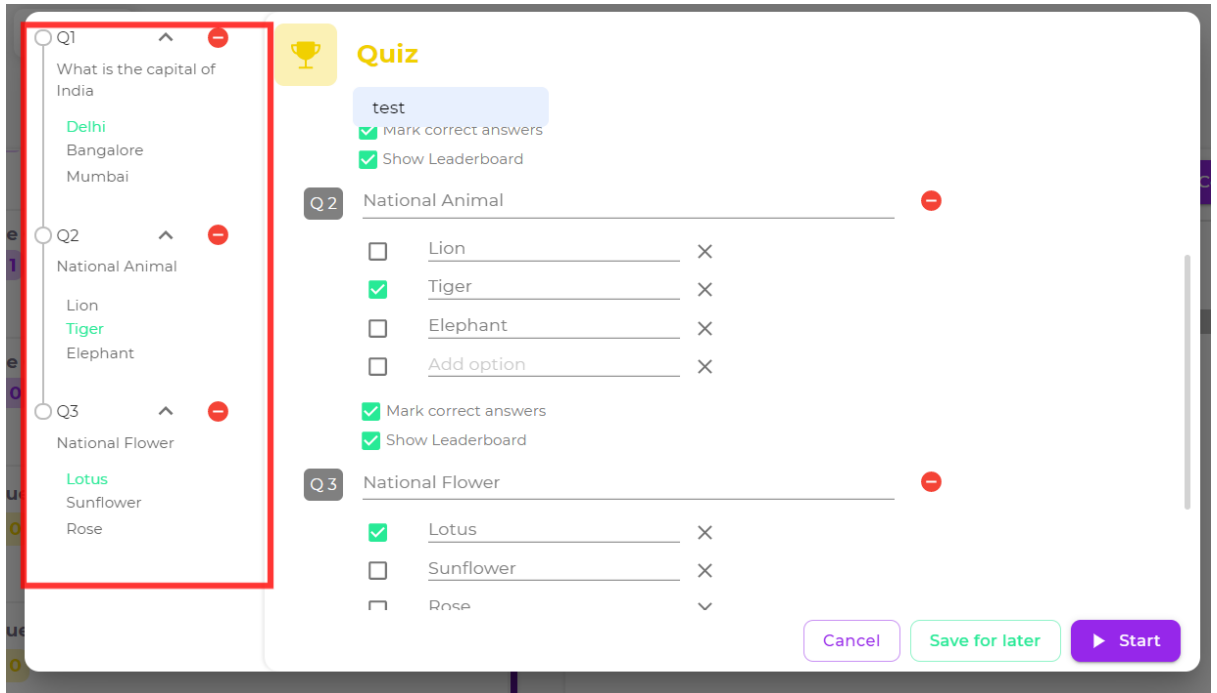 Q1
What is the capital of
India
Delhi
Bangalore
Mumbai
Q2
National Animal
Lion
Tiger
Elephant
Q3
National Flower
Lotus
Sunflower
Rose
Quiz
test
Mark correct answers
Show Leaderboard
Q 2
National Animal
Lion
Tiger
Elephant
Add option
Mark correct answers
Show Leaderboard
Q 3
National Flower
Lotus
Sunflower
Rose
Cancel
Save for later
Start